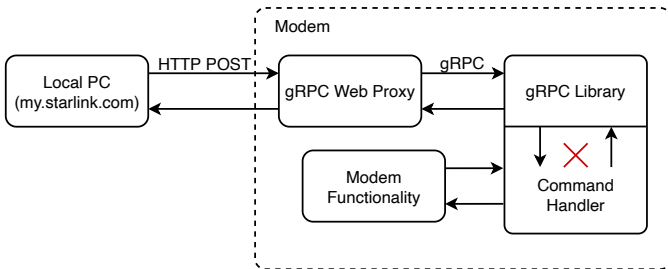 Modem
HTTP POST
gRPC
Local PC
(my.starlink.com)
gRPC Web Proxy
gRPC Library
Modem
Functionality
Command
Handler